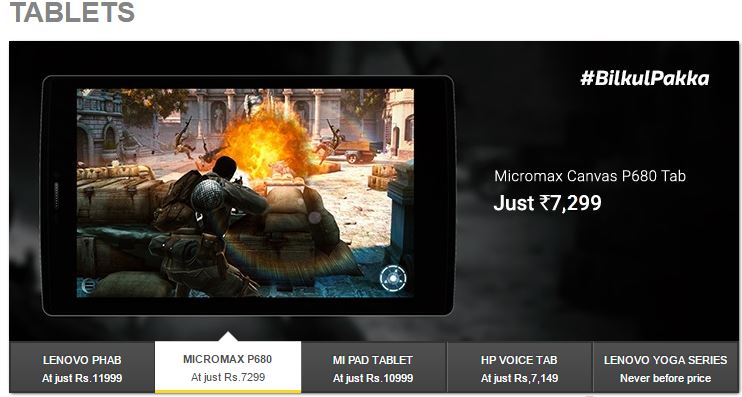 TABLETS
#BilkulPakka
Micromax Canvas P680 Tab
Just ₹7,299
LENOVO PHAB
At just Rs.11999
MICROMAX P680
At just Rs.7299
MI PAD TABLET
At just Rs.10999
HP VOICE TAB
At just Rs,7,149
LENOVO YOGA SERIES
Never before price